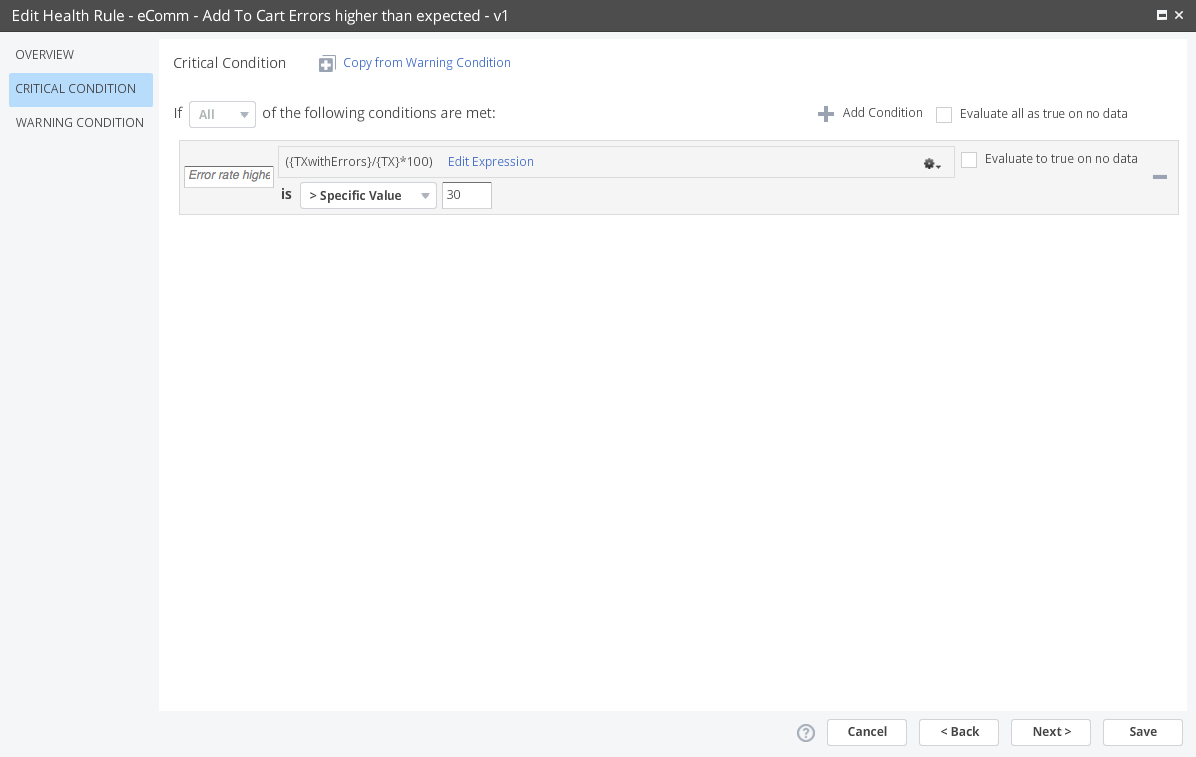 Edit Health Rule - eComm - Add To Cart Errors higher than expected - v1
OVERVIEW
CRITICAL CONDITION
WARNING CONDITION
Critical Condition
Copy from Warning Condition
If All of the following conditions are met:
Add Condition
Evaluate all as true on no data
Error rate highe
({TXwithErrors}/{TX}*100)
Edit Expression
Evaluate to true on no data
is > Specific Value 30
? Cancel < Back Next > Save